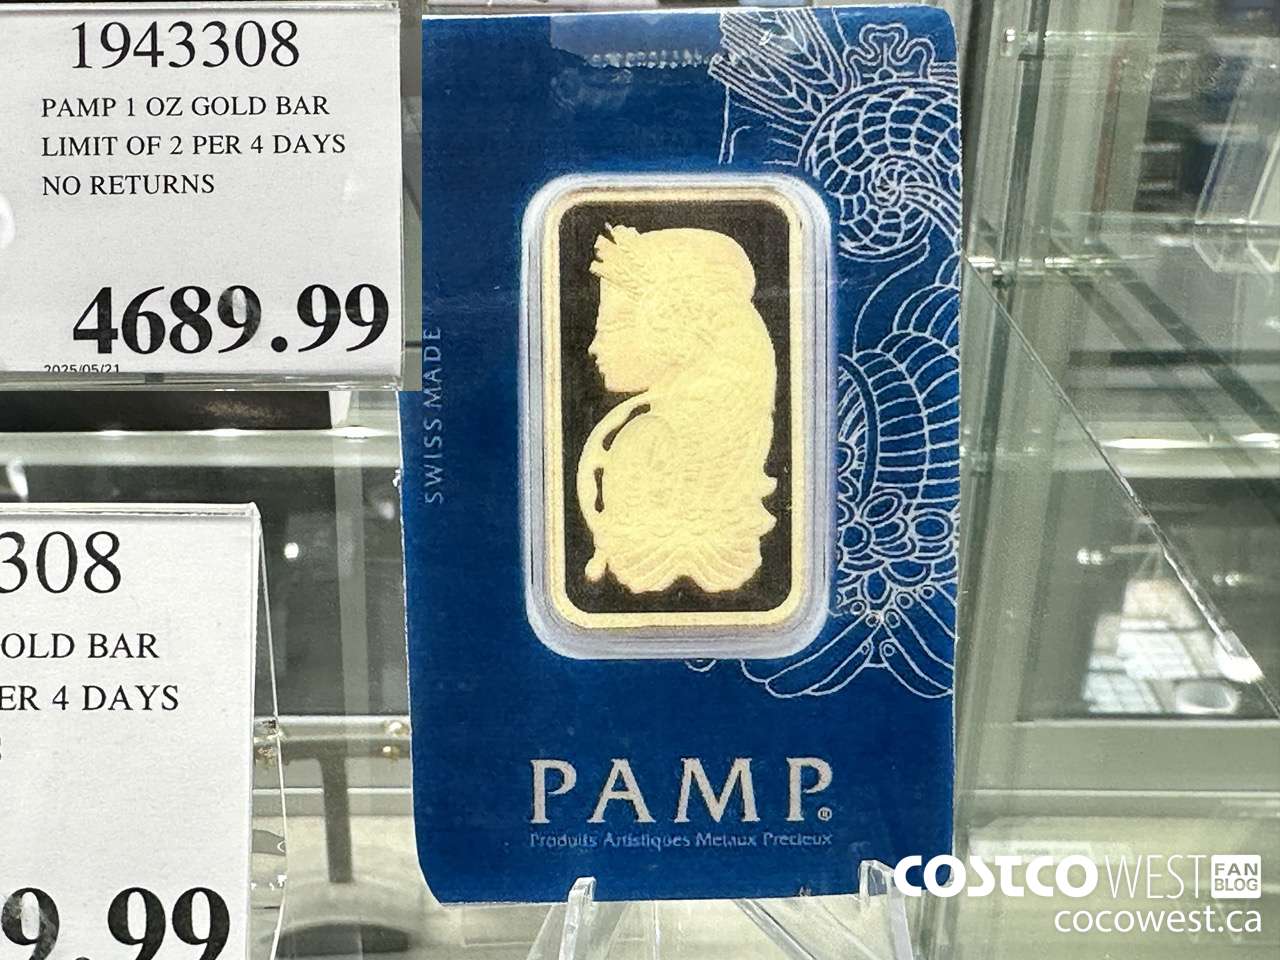 1943308
PAMP 1 OZ GOLD BAR
LIMIT OF 2 PER 4 DAYS
NO RETURNS
4689.99
2025/05/21
SWISS MADE
308
OLD BAR
ER 4 DAYS
9.99
PAMP
Produits Artistiques Métaux Précieux
COSTCO WEST FAN BLOG
cocowest.ca